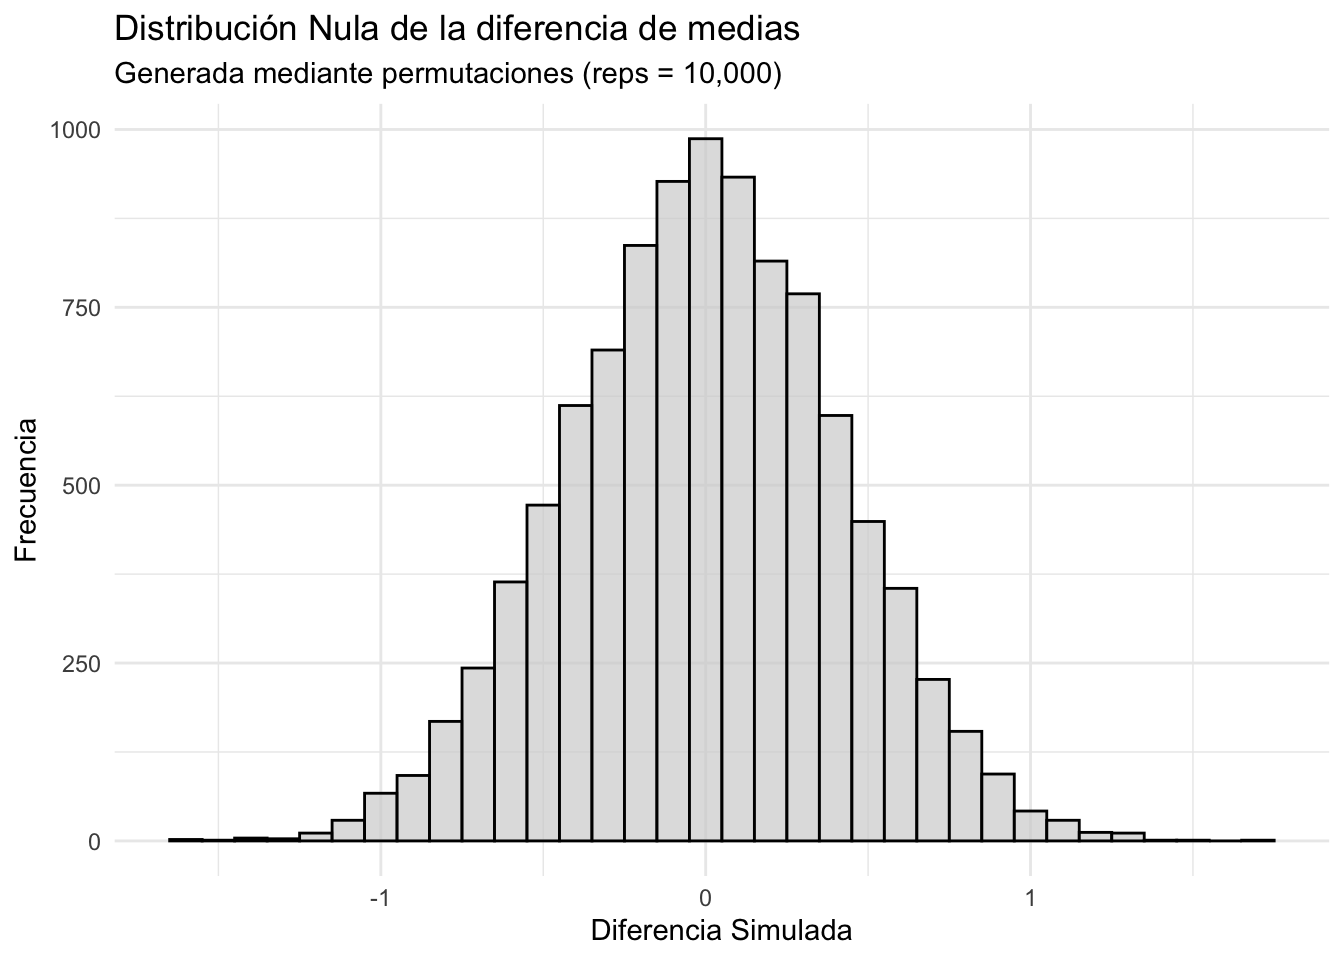 Distribución Nula de la diferencia de medias
Generada mediante permutaciones (reps = 10,000)
1000
750
500
250
0
Frecuencia
-1
0
1
Diferencia Simulada